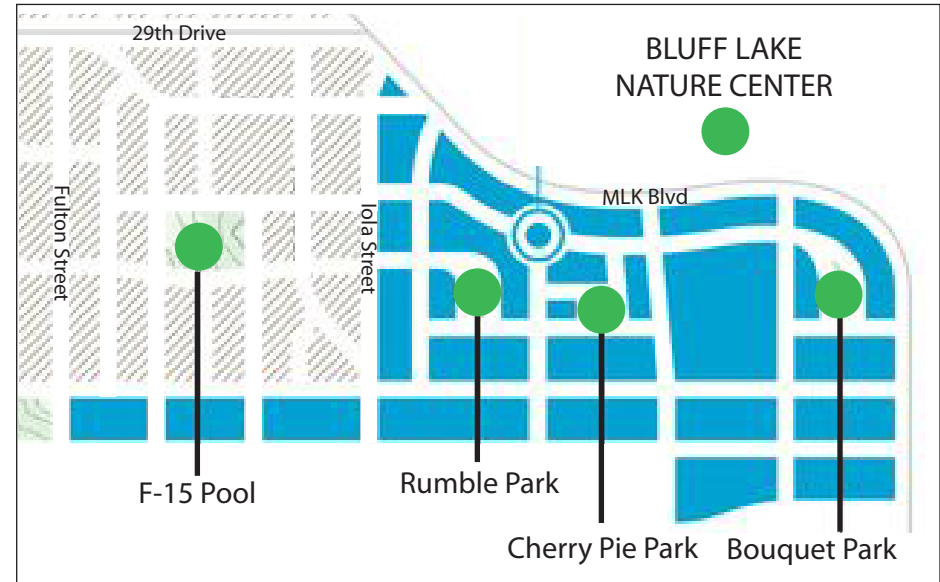 29th Drive
BLUFF LAKE
NATURE CENTER
Fulton Street
Iola Street
MLK Blvd
F-15 Pool
Rumble Park
Cherry Pie Park
Bouquet Park